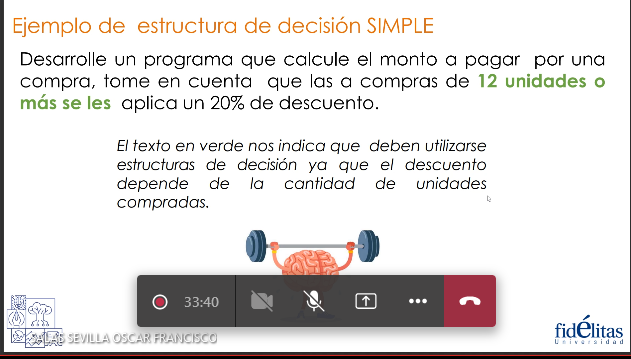 Ejemplo de estructura de decisión SIMPLE
Desarrolle un programa que calcule el monto a pagar por una
compra, tome en cuenta que las a compras de 12 unidades o
más se les aplica un 20% de descuento.
El texto en verde nos indica que deben utilizarse
estructuras de decisión ya que el descuento
depende de la cantidad de unidades
compradas.
33:40
SEVILLA OSCAR FRANCISCO
fidélitas
Universidad